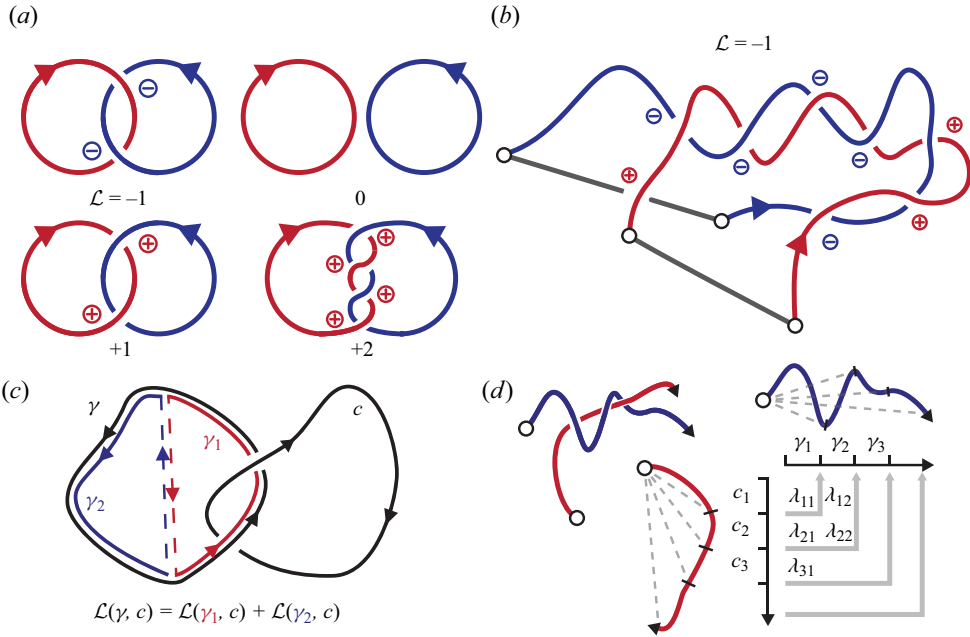 (a)
⊖
⊖
ℒ = –1
0
⊕
⊕
+1
⊕
⊕
⊕
⊕
+2
(b)
ℒ = –1
⊖
⊖
⊕
⊕
⊖
⊖
⊖
⊕
(c)
γ
c
γ₁
γ₂
ℒ(γ, c) = ℒ(γ₁, c) + ℒ(γ₂, c)
(d)
γ₁ γ₂ γ₃
c₁ λ₁₁ λ₁₂
c₂ λ₂₁ λ₂₂
c₃ λ₃₁